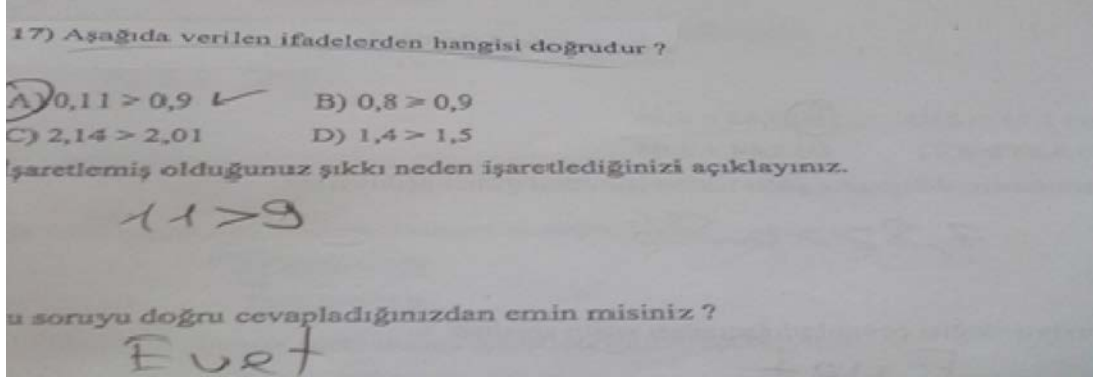 17) Aşağıda verilen ifadelerden hangisi doğrudur ?
A) 0,11 > 0,9 ✓ B) 0,8 > 0,9
C) 2,14 > 2,01 D) 1,4 > 1,5
İşaretlemiş olduğunuz şıkkı neden işaretlediğinizi açıklayınız.
11>9
u soruyu doğru cevapladığınızdan emin misiniz ?
Evet